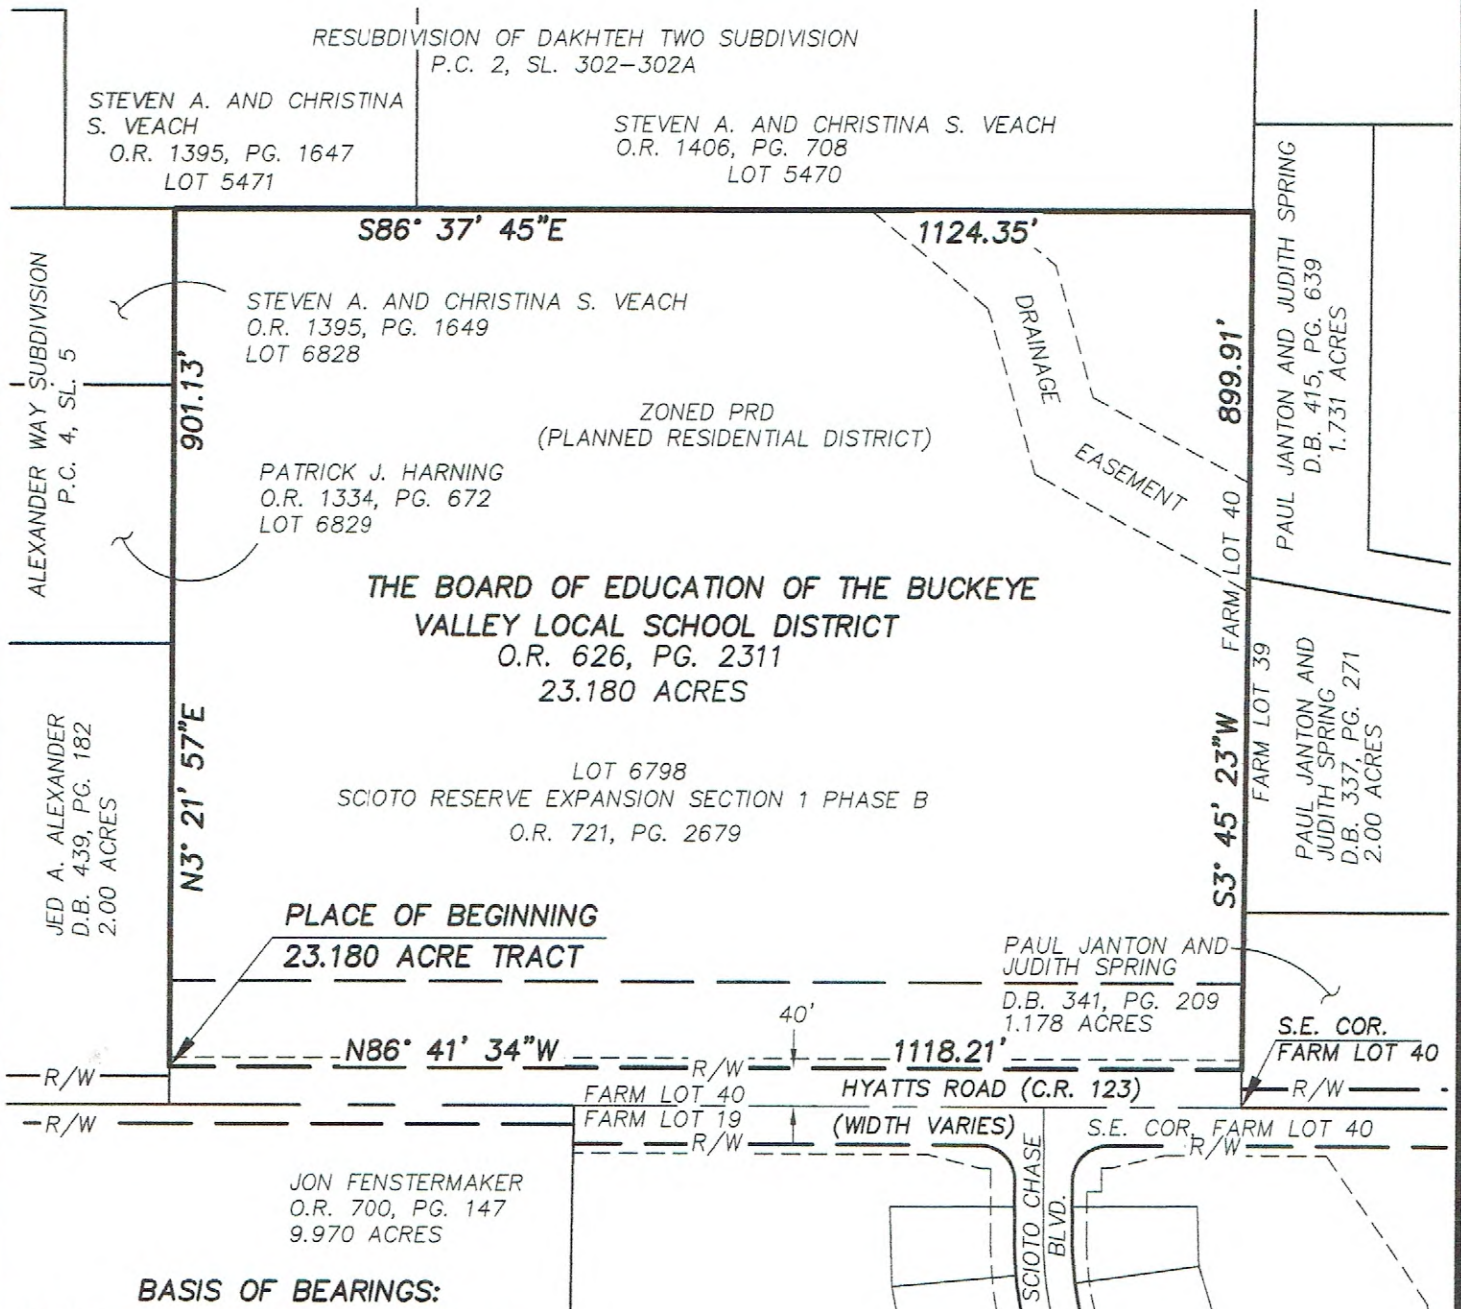 RESUBDIVISION OF DAKHTEH TWO SUBDIVISION
P.C. 2, SL. 302-302A
STEVEN A. AND CHRISTINA
S. VEACH
O.R. 1395, PG. 1647
LOT 5471
STEVEN A. AND CHRISTINA S. VEACH
O.R. 1406, PG. 708
LOT 5470
S86° 37' 45"E
1124.35'
ALEXANDER WAY SUBDIVISION
P.C. 4, SL. 5
STEVEN A. AND CHRISTINA S. VEACH
O.R. 1395, PG. 1649
LOT 6828
901.13'
PATRICK J. HARNING
O.R. 1334, PG. 672
LOT 6829
ZONED PRD
(PLANNED RESIDENTIAL DISTRICT)
DRAINAGE
EASEMENT
899.91'
PAUL JANTON AND JUDITH SPRING
D.B. 415, PG. 639
1.731 ACRES
FARM LOT 40
FARM LOT 39
THE BOARD OF EDUCATION OF THE BUCKEYE
VALLEY LOCAL SCHOOL DISTRICT
O.R. 626, PG. 2311
23.180 ACRES
JED A. ALEXANDER
D.B. 439, PG. 182
2.00 ACRES
N3° 21' 57"E
LOT 6798
SCIOTO RESERVE EXPANSION SECTION 1 PHASE B
O.R. 721, PG. 2679
S3° 45' 23"W
PAUL JANTON AND
JUDITH SPRING
D.B. 337, PG. 271
2.00 ACRES
PLACE OF BEGINNING
23.180 ACRE TRACT
PAUL JANTON AND
JUDITH SPRING
D.B. 341, PG. 209
1.178 ACRES
40'
S.E. COR.
FARM LOT 40
N86° 41' 34"W
1118.21'
R/W
R/W
R/W
FARM LOT 40
HYATTS ROAD (C.R. 123)
FARM LOT 19
(WIDTH VARIES)
S.E. COR. FARM LOT 40
R/W
R/W
R/W
SCIOTO CHASE
BLVD.
JON FENSTERMAKER
O.R. 700, PG. 147
9.970 ACRES
BASIS OF BEARINGS: